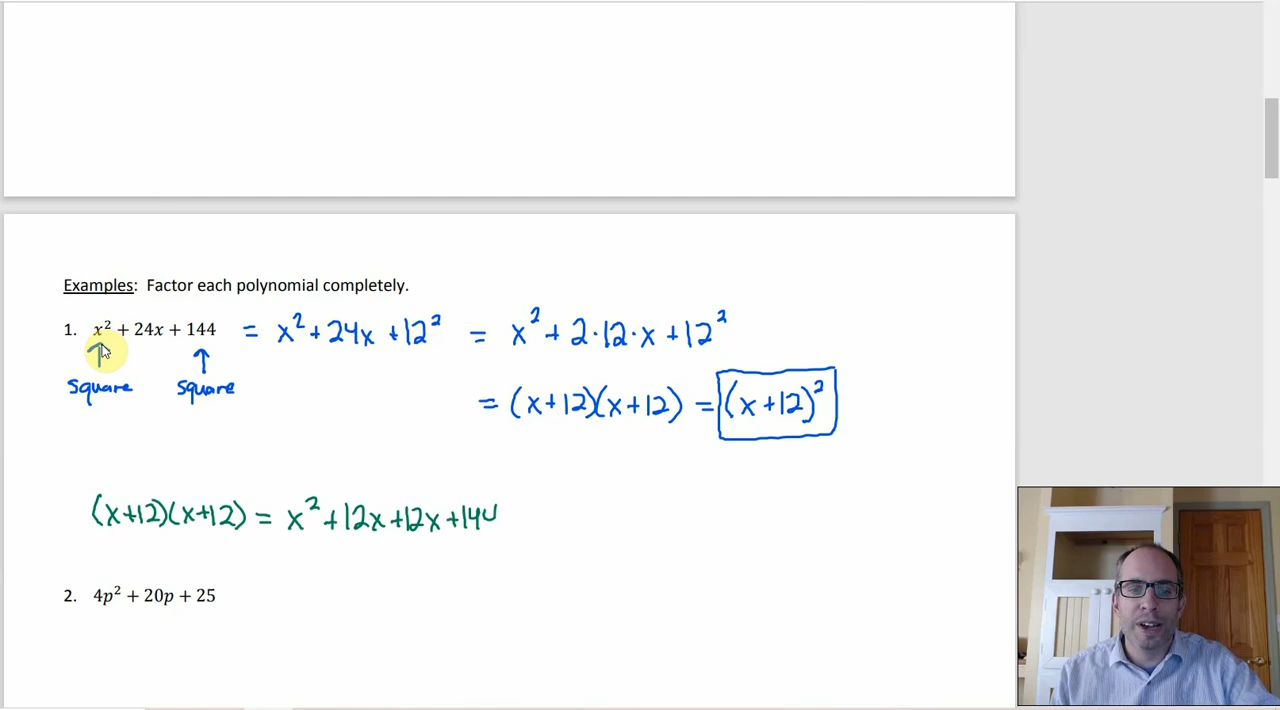 Examples: Factor each polynomial completely.
1. x² + 24x + 144 = x² + 24x + 12² = x² + 2·12·x + 12²
square square
= (x+12)(x+12) = (x+12)²
(x+12)(x+12) = x² + 12x + 12x + 144
2. 4p² + 20p + 25